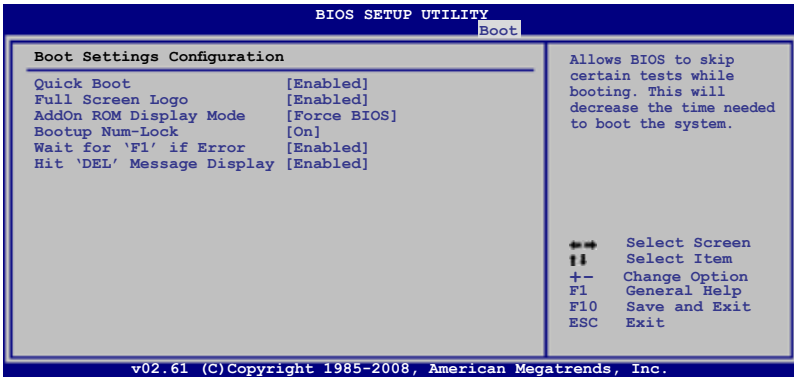 BIOS SETUP UTILITY
Boot
Boot Settings Configuration
Quick Boot [Enabled]
Full Screen Logo [Enabled]
AddOn ROM Display Mode [Force BIOS]
Bootup Num-Lock [On]
Wait for ‘F1’ if Error [Enabled]
Hit ‘DEL’ Message Display [Enabled]
Allows BIOS to skip
certain tests while
booting. This will
decrease the time needed
to boot the system.
←→ Select Screen
↑↓ Select Item
+- Change Option
F1 General Help
F10 Save and Exit
ESC Exit
v02.61 (C)Copyright 1985-2008, American Megatrends, Inc.